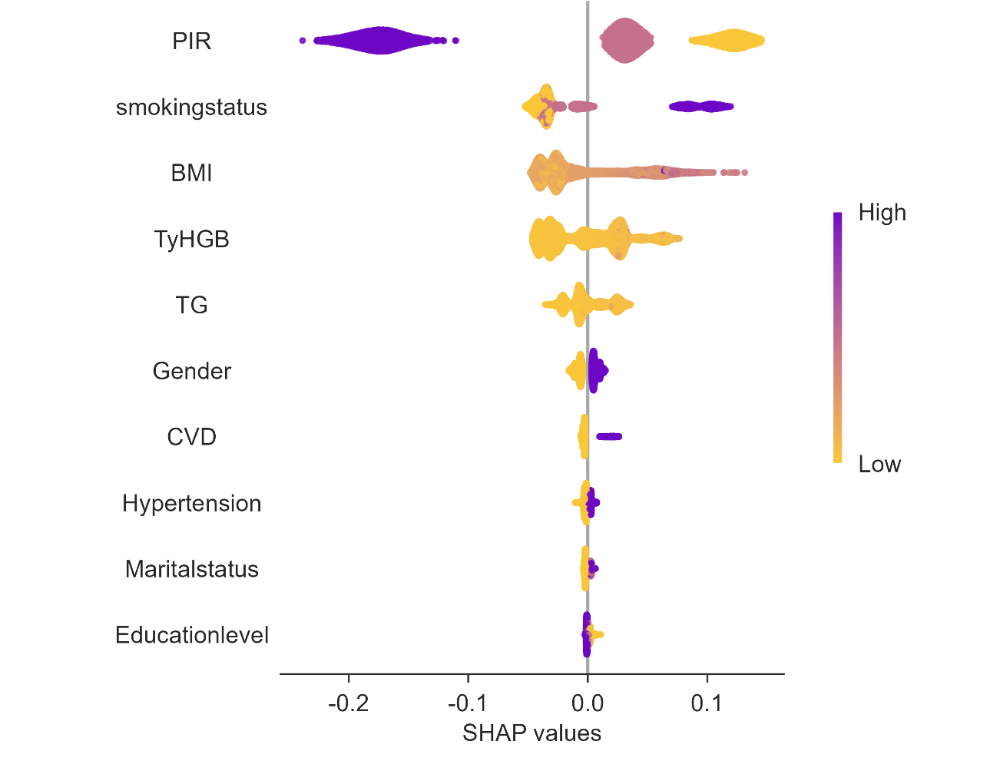 PIR
smokingstatus
BMI
TyHGB
TG
Gender
CVD
Hypertension
Maritalstatus
Educationlevel
High
Low
-0.2 -0.1 0.0 0.1
SHAP values